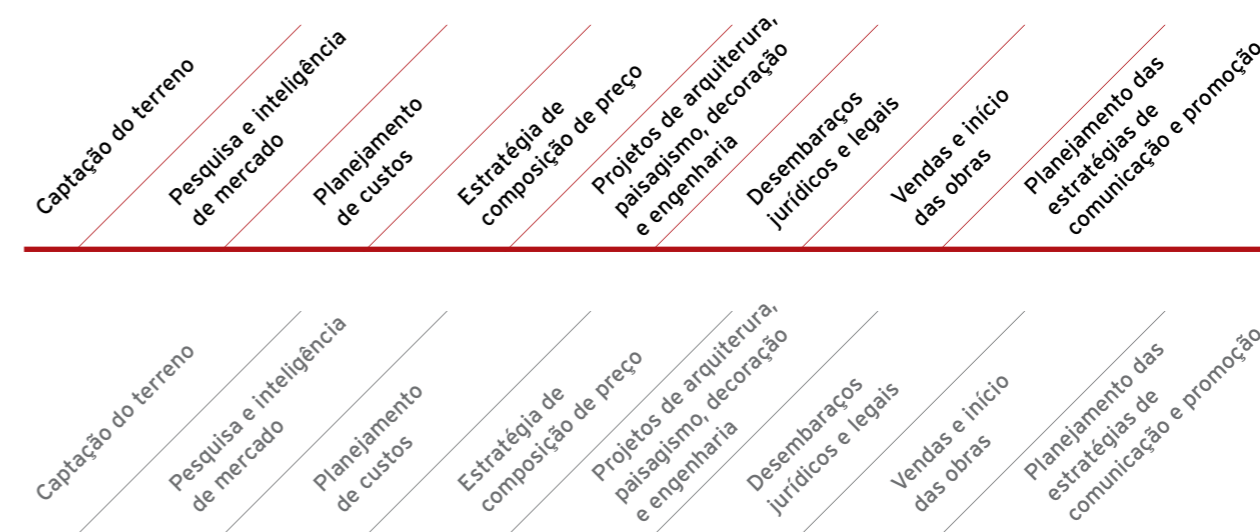 Captação do terreno
Pesquisa e inteligência
de mercado
Planejamento
de custos
Estratégia de
composição de preço
Projetos de arquiterura,
paisagismo, decoração
e engenharia
Desembaraços
jurídicos e legais
Vendas e início
das obras
Planejamento das
estratégias de
comunicação e promoção
Captação do terreno
Pesquisa e inteligência
de mercado
Planejamento
de custos
Estratégia de
composição de preço
Projetos de arquiterura,
paisagismo, decoração
e engenharia
Desembaraços
jurídicos e legais
Vendas e início
das obras
Planejamento das
estratégias de
comunicação e promoção